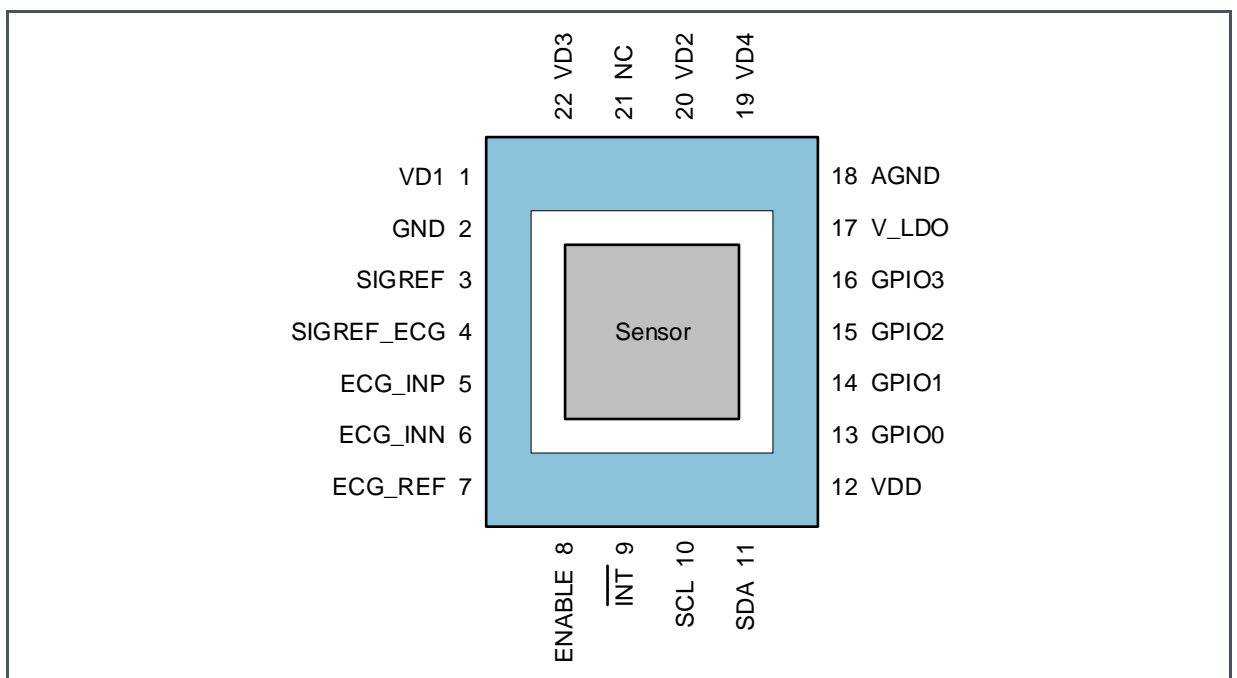 22 VD3
21 NC
20 VD2
19 VD4
VD1 1
GND 2
SIGREF 3
SIGREF_ECG 4
ECG_INP 5
ECG_INN 6
ECG_REF 7
Sensor
18 AGND
17 V_LDO
16 GPIO3
15 GPIO2
14 GPIO1
13 GPIO0
12 VDD
ENABLE 8
INT 9
SCL 10
SDA 11